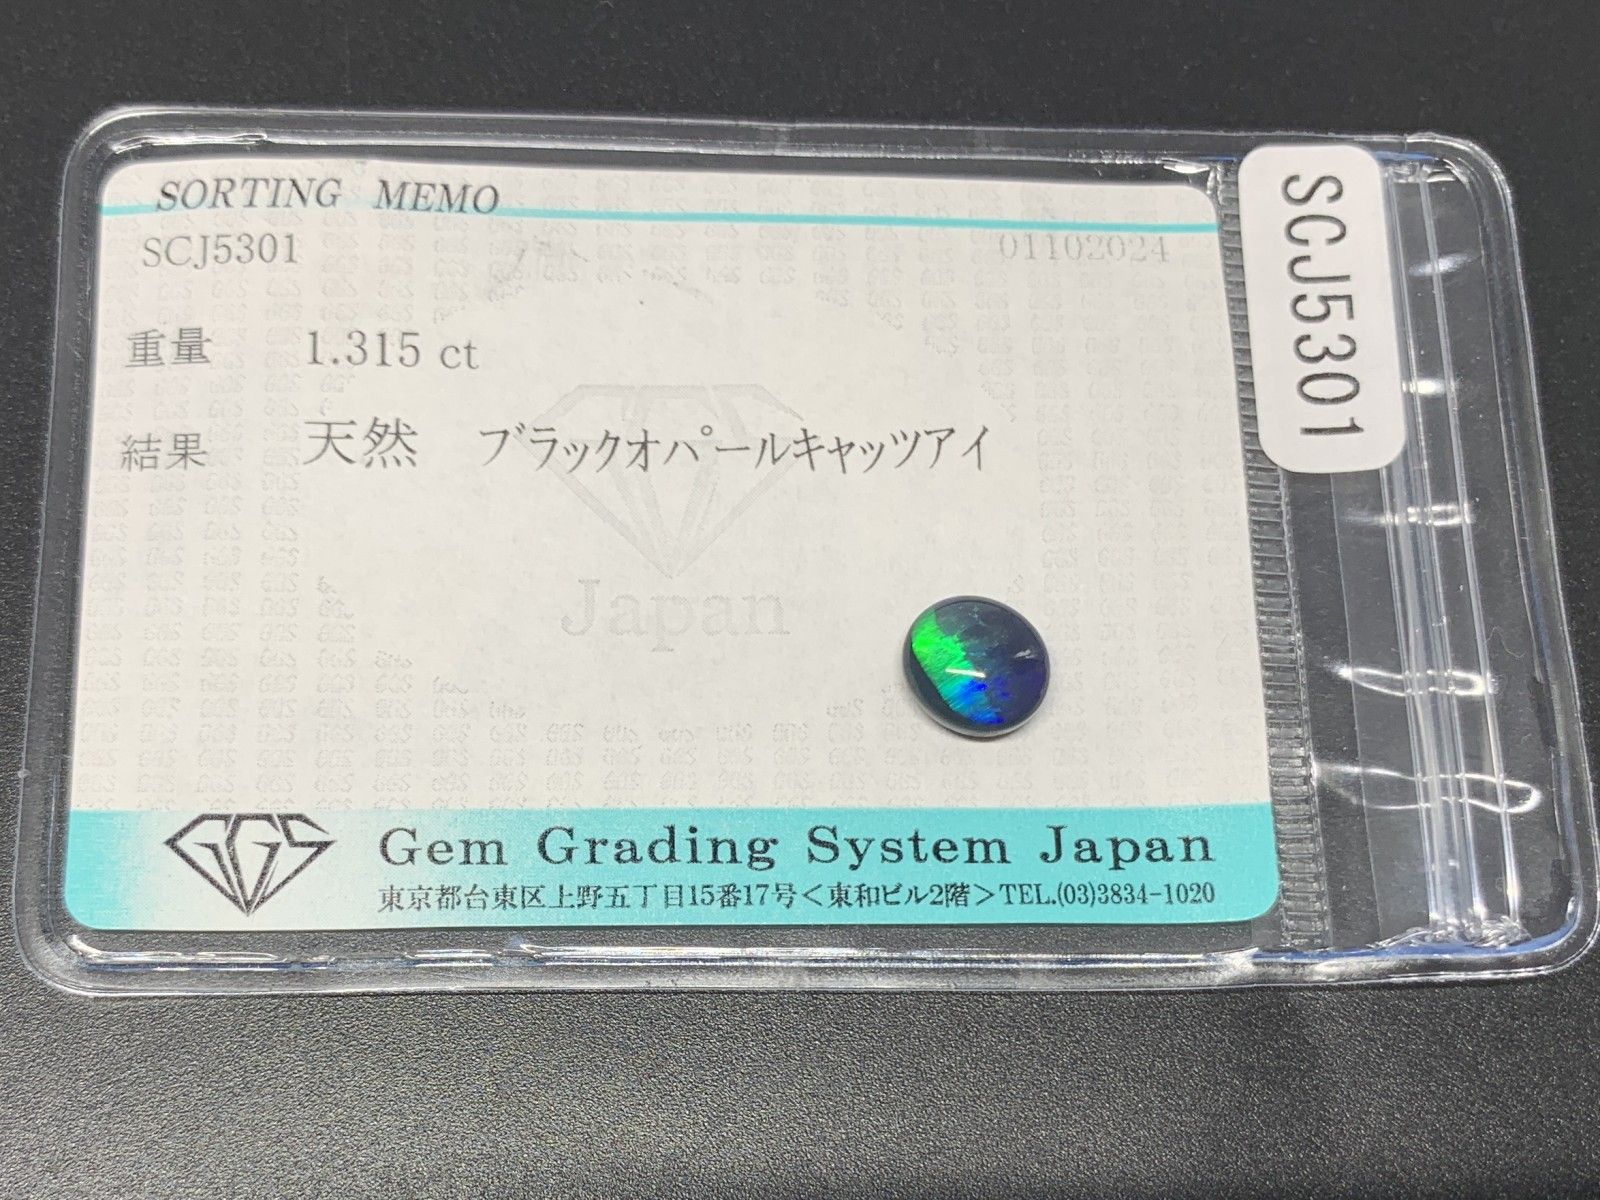 SORTING MEMO
SCJ5301 01102024
重量 1.315 ct
結果 天然 ブラックオパールキャッツアイ
Japan
GGS
Gem Grading System Japan
東京都台東区上野五丁目15番17号<東和ビル2階>TEL.(03)3834-1020
SCJ5301